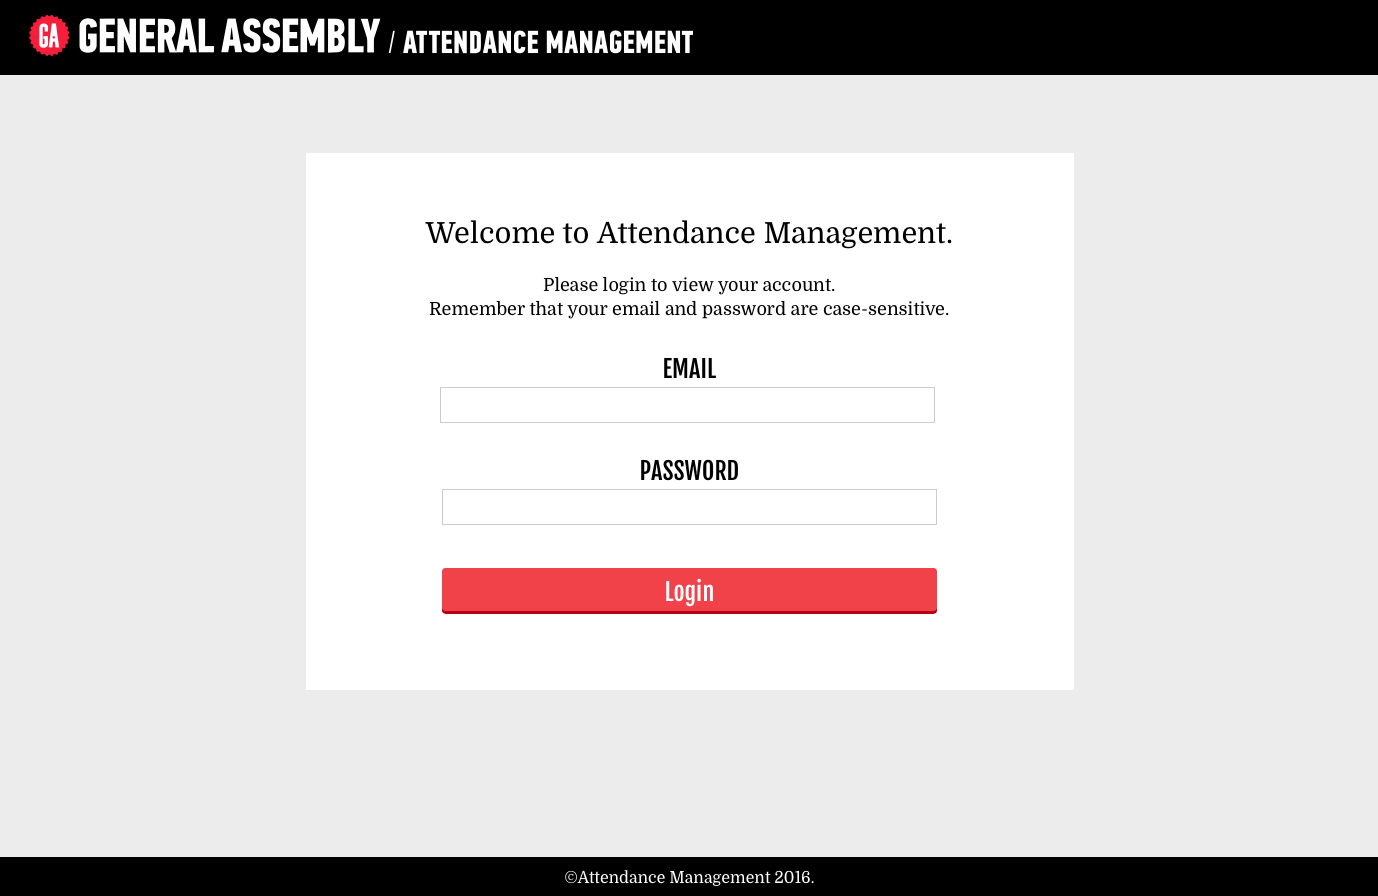 GA GENERAL ASSEMBLY / ATTENDANCE MANAGEMENT
Welcome to Attendance Management.
Please login to view your account.
Remember that your email and password are case-sensitive.
EMAIL
PASSWORD
Login
©Attendance Management 2016.